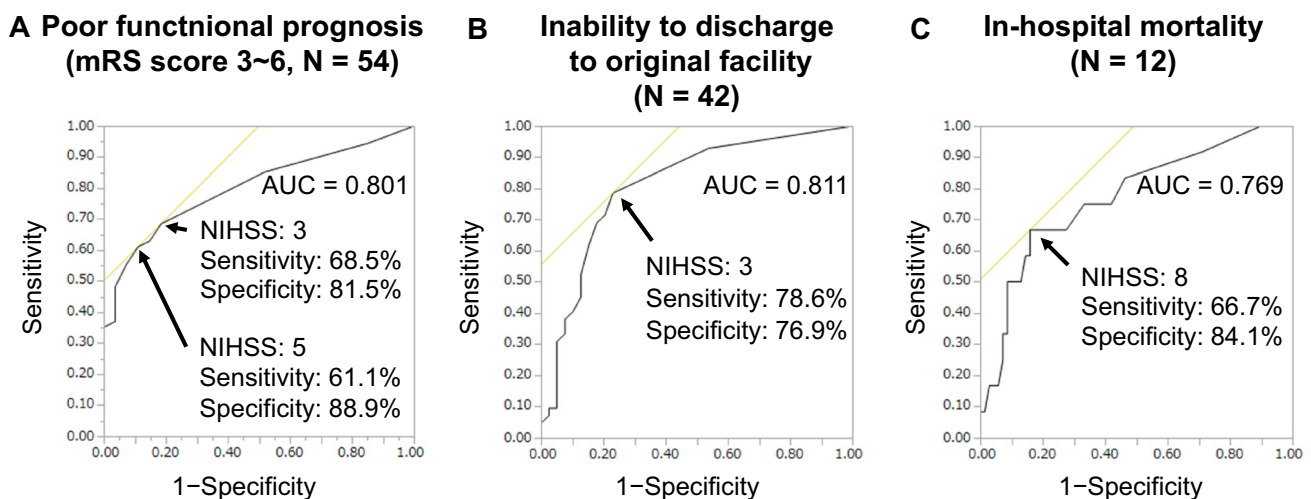 A Poor functnional prognosis
(mRS score 3~6, N = 54)
1.00
0.90
0.80
0.70
0.60
0.50
0.40
0.30
0.20
0.10
0.00
Sensitivity
AUC = 0.801
NIHSS: 3
Sensitivity: 68.5%
Specificity: 81.5%
NIHSS: 5
Sensitivity: 61.1%
Specificity: 88.9%
0.00 0.20 0.40 0.60 0.80 1.00
1−Specificity
B Inability to discharge
to original facility
(N = 42)
1.00
0.90
0.80
0.70
0.60
0.50
0.40
0.30
0.20
0.10
0.00
Sensitivity
AUC = 0.811
NIHSS: 3
Sensitivity: 78.6%
Specificity: 76.9%
0.00 0.20 0.40 0.60 0.80 1.00
1−Specificity
C In-hospital mortality
(N = 12)
1.00
0.90
0.80
0.70
0.60
0.50
0.40
0.30
0.20
0.10
0.00
Sensitivity
AUC = 0.769
NIHSS: 8
Sensitivity: 66.7%
Specificity: 84.1%
0.00 0.20 0.40 0.60 0.80 1.00
1−Specificity